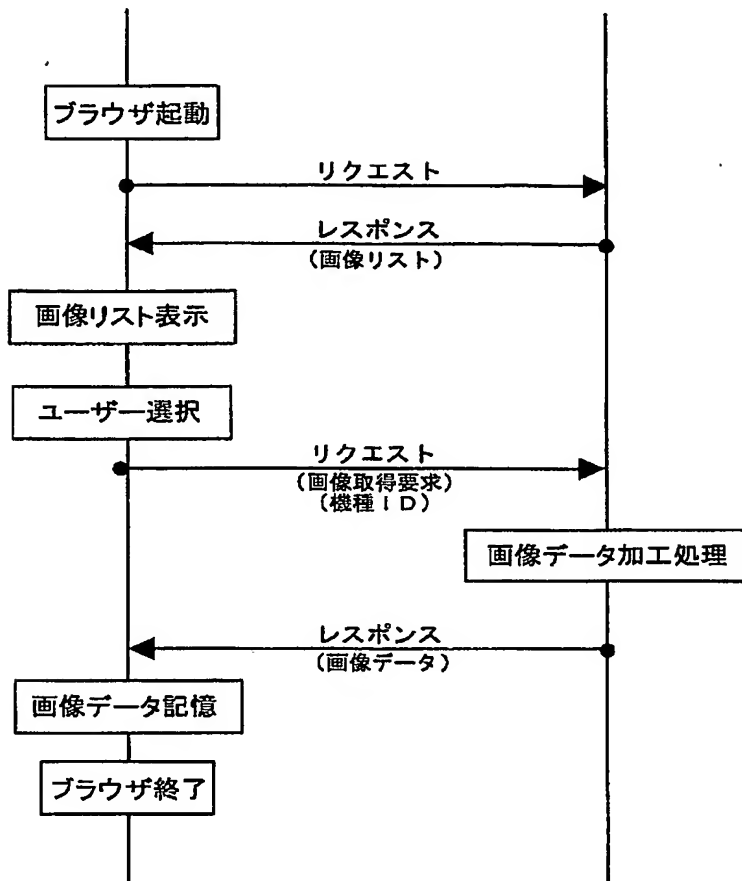 ブラウザ起動
リクエスト
レスポンス
(画像リスト)
画像リスト表示
ユーザー選択
リクエスト
(画像取得要求)
(機種ID)
画像データ加工処理
レスポンス
(画像データ)
画像データ記憶
ブラウザ終了